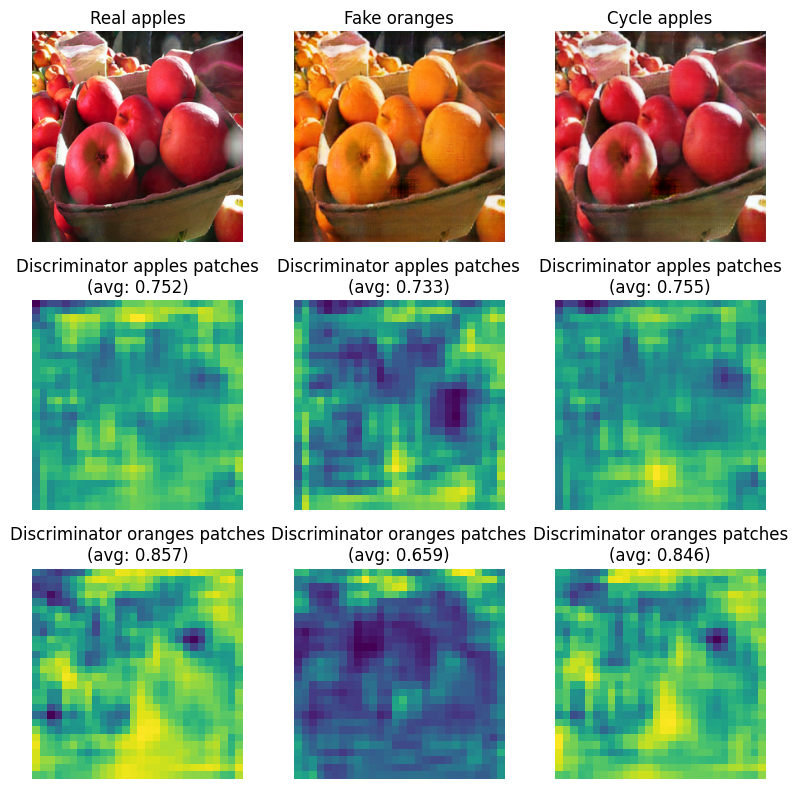 Real apples
Fake oranges
Cycle apples
Discriminator apples patches
(avg: 0.752)
Discriminator apples patches
(avg: 0.733)
Discriminator apples patches
(avg: 0.755)
Discriminator oranges patches
(avg: 0.857)
Discriminator oranges patches
(avg: 0.659)
Discriminator oranges patches
(avg: 0.846)